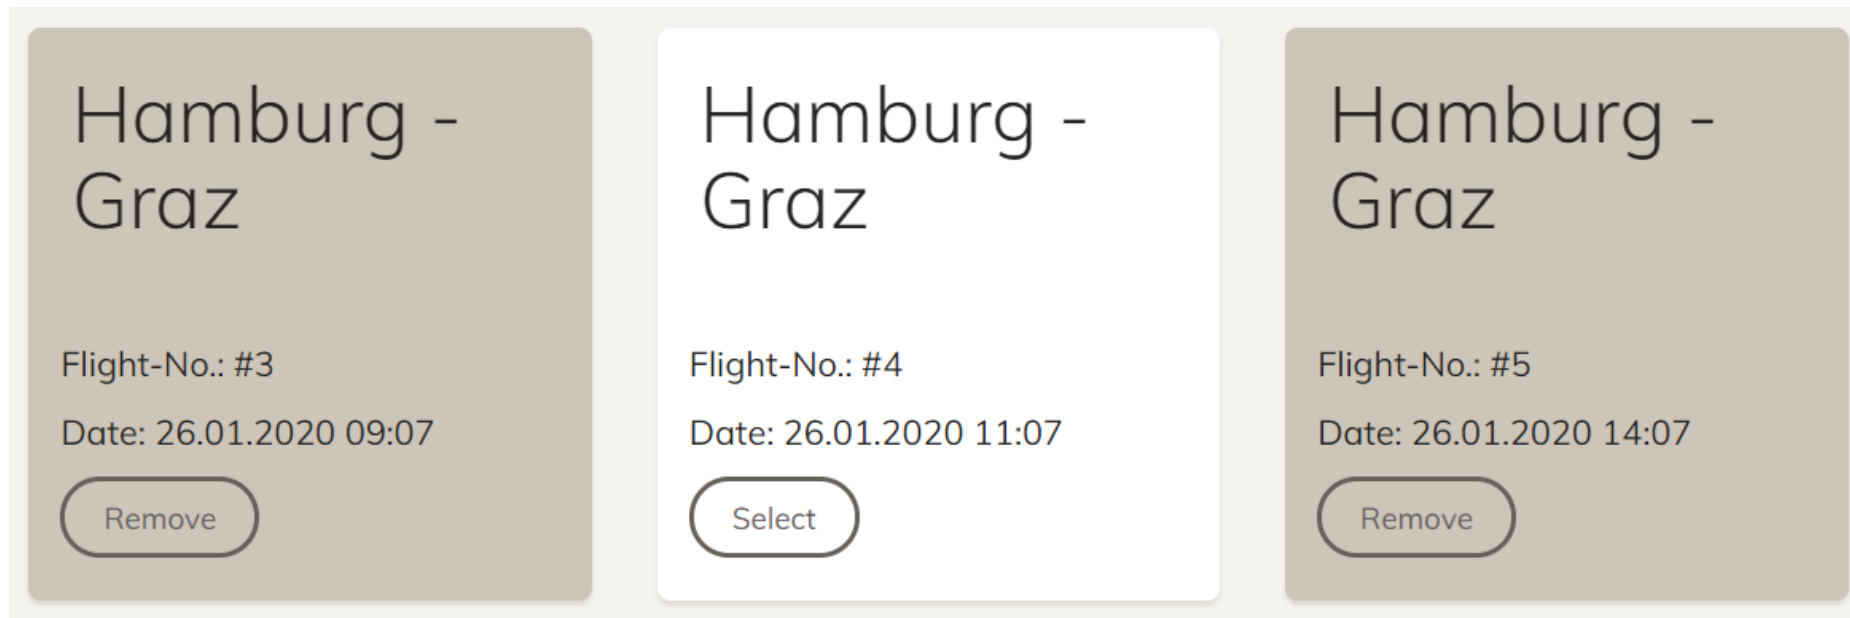 Hamburg -
Graz
Flight-No.: #3
Date: 26.01.2020 09:07
Remove
Hamburg -
Graz
Flight-No.: #4
Date: 26.01.2020 11:07
Select
Hamburg -
Graz
Flight-No.: #5
Date: 26.01.2020 14:07
Remove